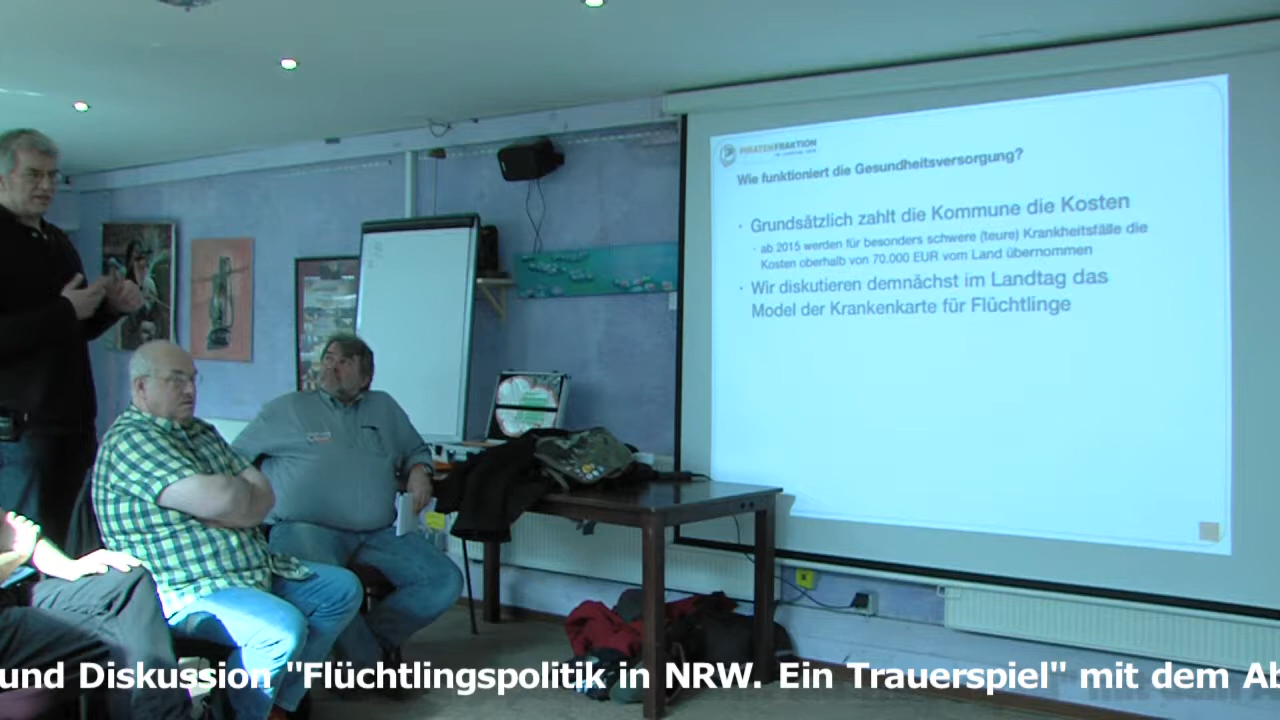 PIRATENFRAKTION
Wie funktioniert die Gesundheitsversorgung?
· Grundsätzlich zahlt die Kommune die Kosten
· ab 2015 werden für besonders schwere (teure) Krankheitsfälle die
Kosten oberhalb von 70.000 EUR vom Land übernommen
· Wir diskutieren demnächst im Landtag das
Model der Krankenkarte für Flüchtlinge
und Diskussion "Flüchtlingspolitik in NRW. Ein Trauerspiel" mit dem Ab